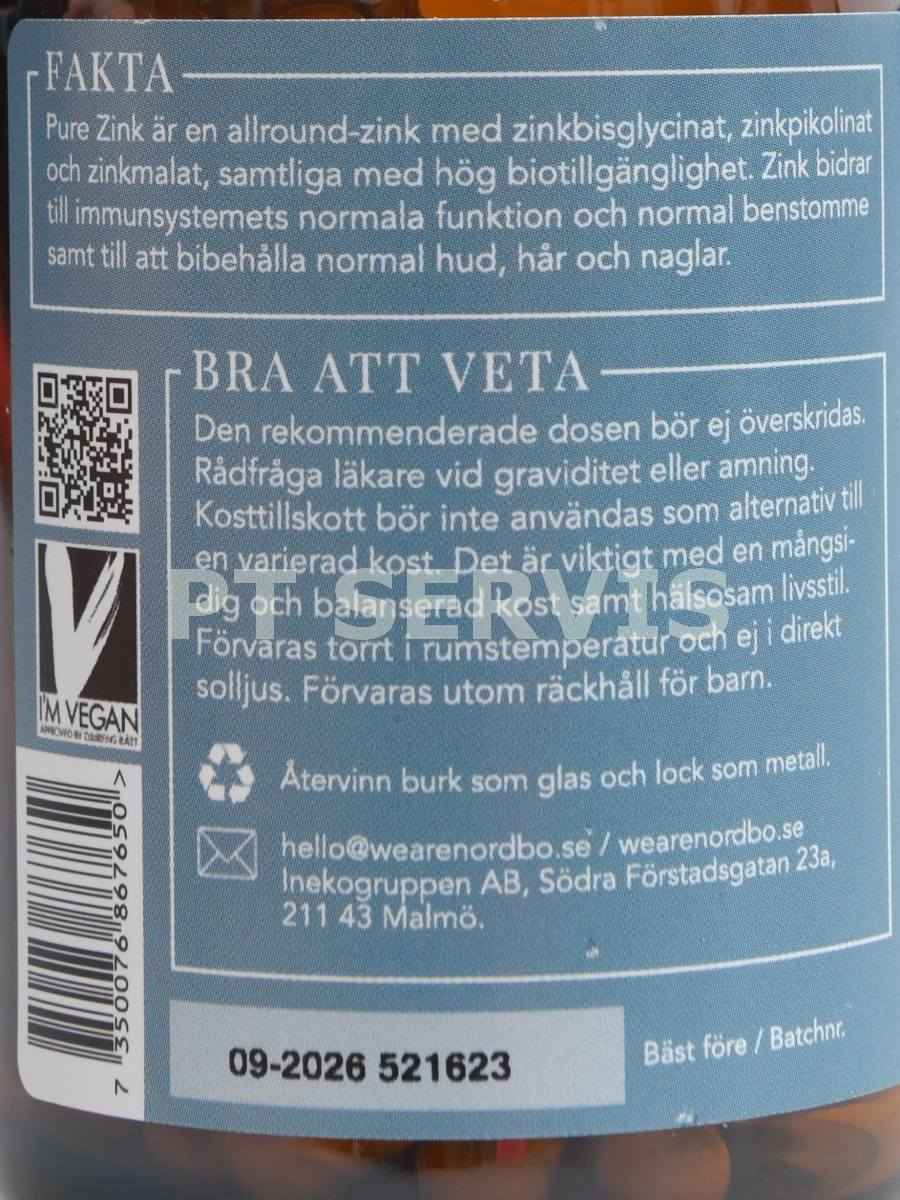 FAKTA
Pure Zink är en allround-zink med zinkbisglycinat, zinkpikolinat
och zinkmalat, samtliga med hög biotillgänglighet. Zink bidrar
till immunsystemets normala funktion och normal benstomme
samt till att bibehålla normal hud, hår och naglar.
BRA ATT VETA
Den rekommenderade dosen bör ej överskridas.
Rådfråga läkare vid graviditet eller amning.
Kosttillskott bör inte användas som alternativ till
en varierad kost. Det är viktigt med en mångsi-
dig och balanserad kost samt hälsosam livsstil.
Förvaras torrt i rumstemperatur och ej i direkt
solljus. Förvaras utom räckhåll för barn.
PT SERVIS
I'M VEGAN
APPROVED BY DJURENS RÄTT
Återvinn burk som glas och lock som metall.
hello@wearenordbo.se / wearenordbo.se
Inekogruppen AB, Södra Förstadsgatan 23a,
211 43 Malmö.
7 350076 867650 >
09-2026 521623
Bäst före / Batchnr.